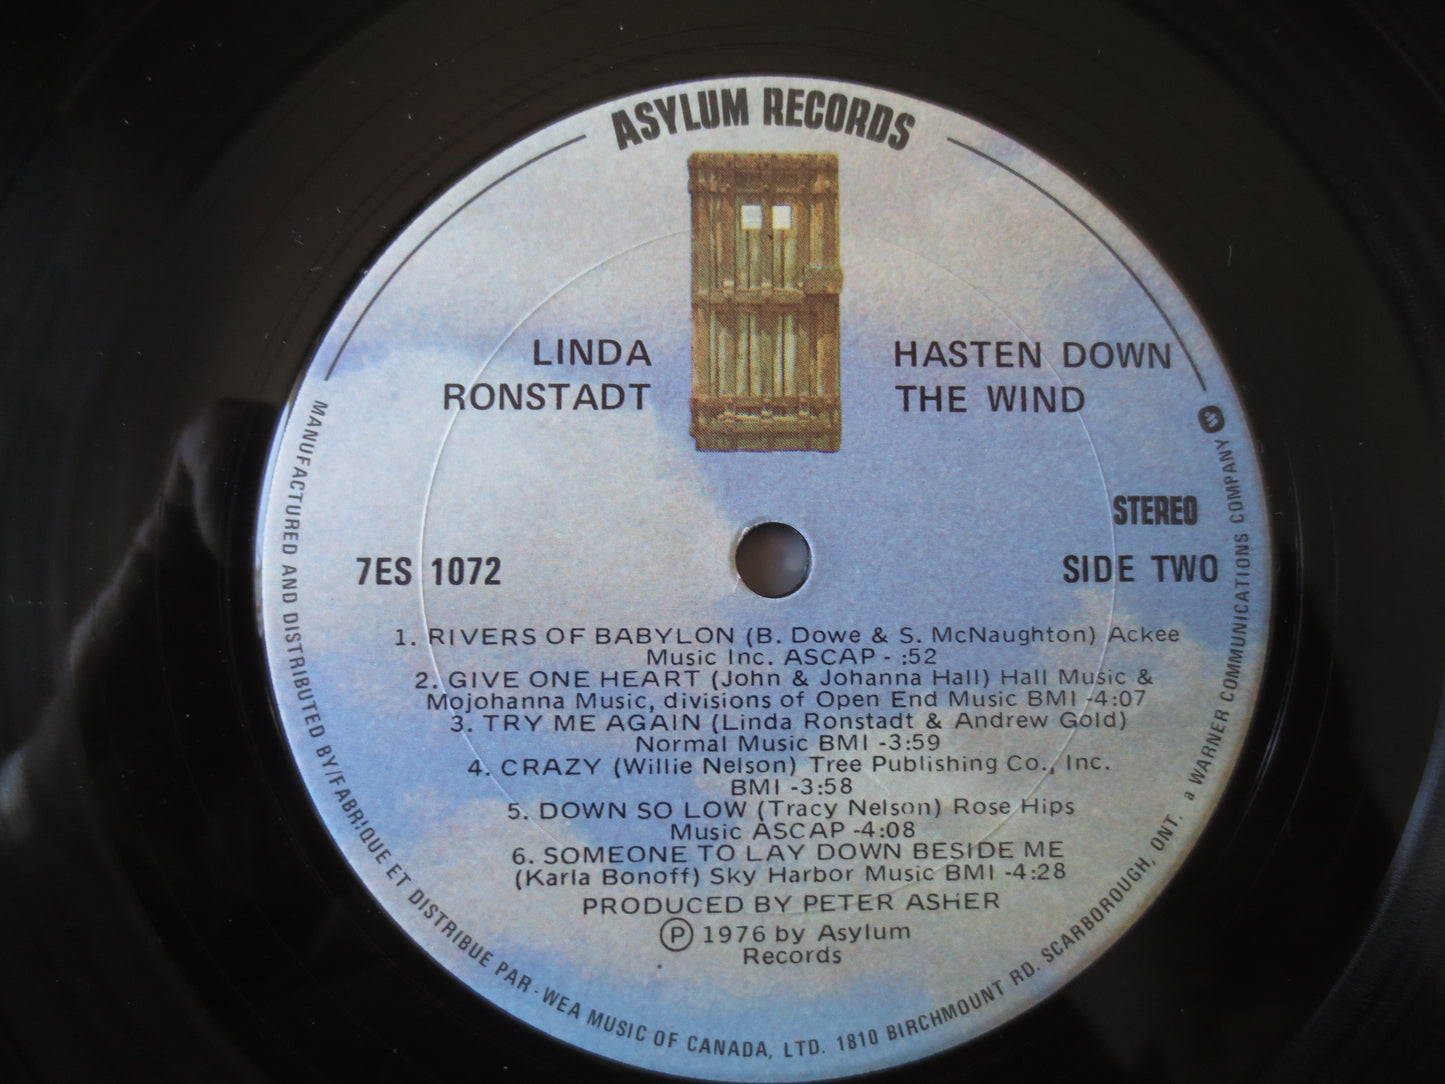 ASYLUM RECORDS
LINDA
RONSTADT
HASTEN DOWN
THE WIND
STEREO
7ES 1072
SIDE TWO
1. RIVERS OF BABYLON (B. Dowe & S. McNaughton) Ackee
Music Inc. ASCAP - :52
2. GIVE ONE HEART (John & Johanna Hall) Hall Music &
Mojohanna Music, divisions of Open End Music BMI -4:07
3. TRY ME AGAIN (Linda Ronstadt & Andrew Gold)
Normal Music BMI -3:59
4. CRAZY (Willie Nelson) Tree Publishing Co., Inc.
BMI -3:58
5. DOWN SO LOW (Tracy Nelson) Rose Hips
Music ASCAP -4:08
6. SOMEONE TO LAY DOWN BESIDE ME
(Karla Bonoff) Sky Harbor Music BMI -4:28
PRODUCED BY PETER ASHER
Ⓟ 1976 by Asylum
Records
MANUFACTURED AND DISTRIBUTED BY/FABRIQUE ET DISTRIBUE PAR - WEA MUSIC OF CANADA, LTD. 1810 BIRCHMOUNT RD. SCARBOROUGH, ONT. a WARNER COMMUNICATIONS COMPANY